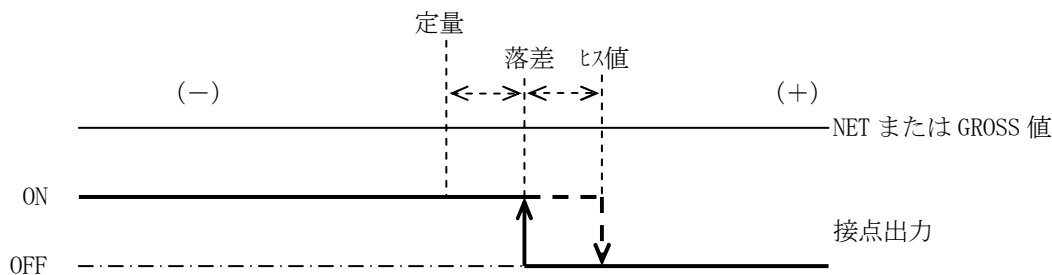 定量
落差
ﾋｽ値
(－)
(＋)
NET または GROSS 値
ON
接点出力
OFF